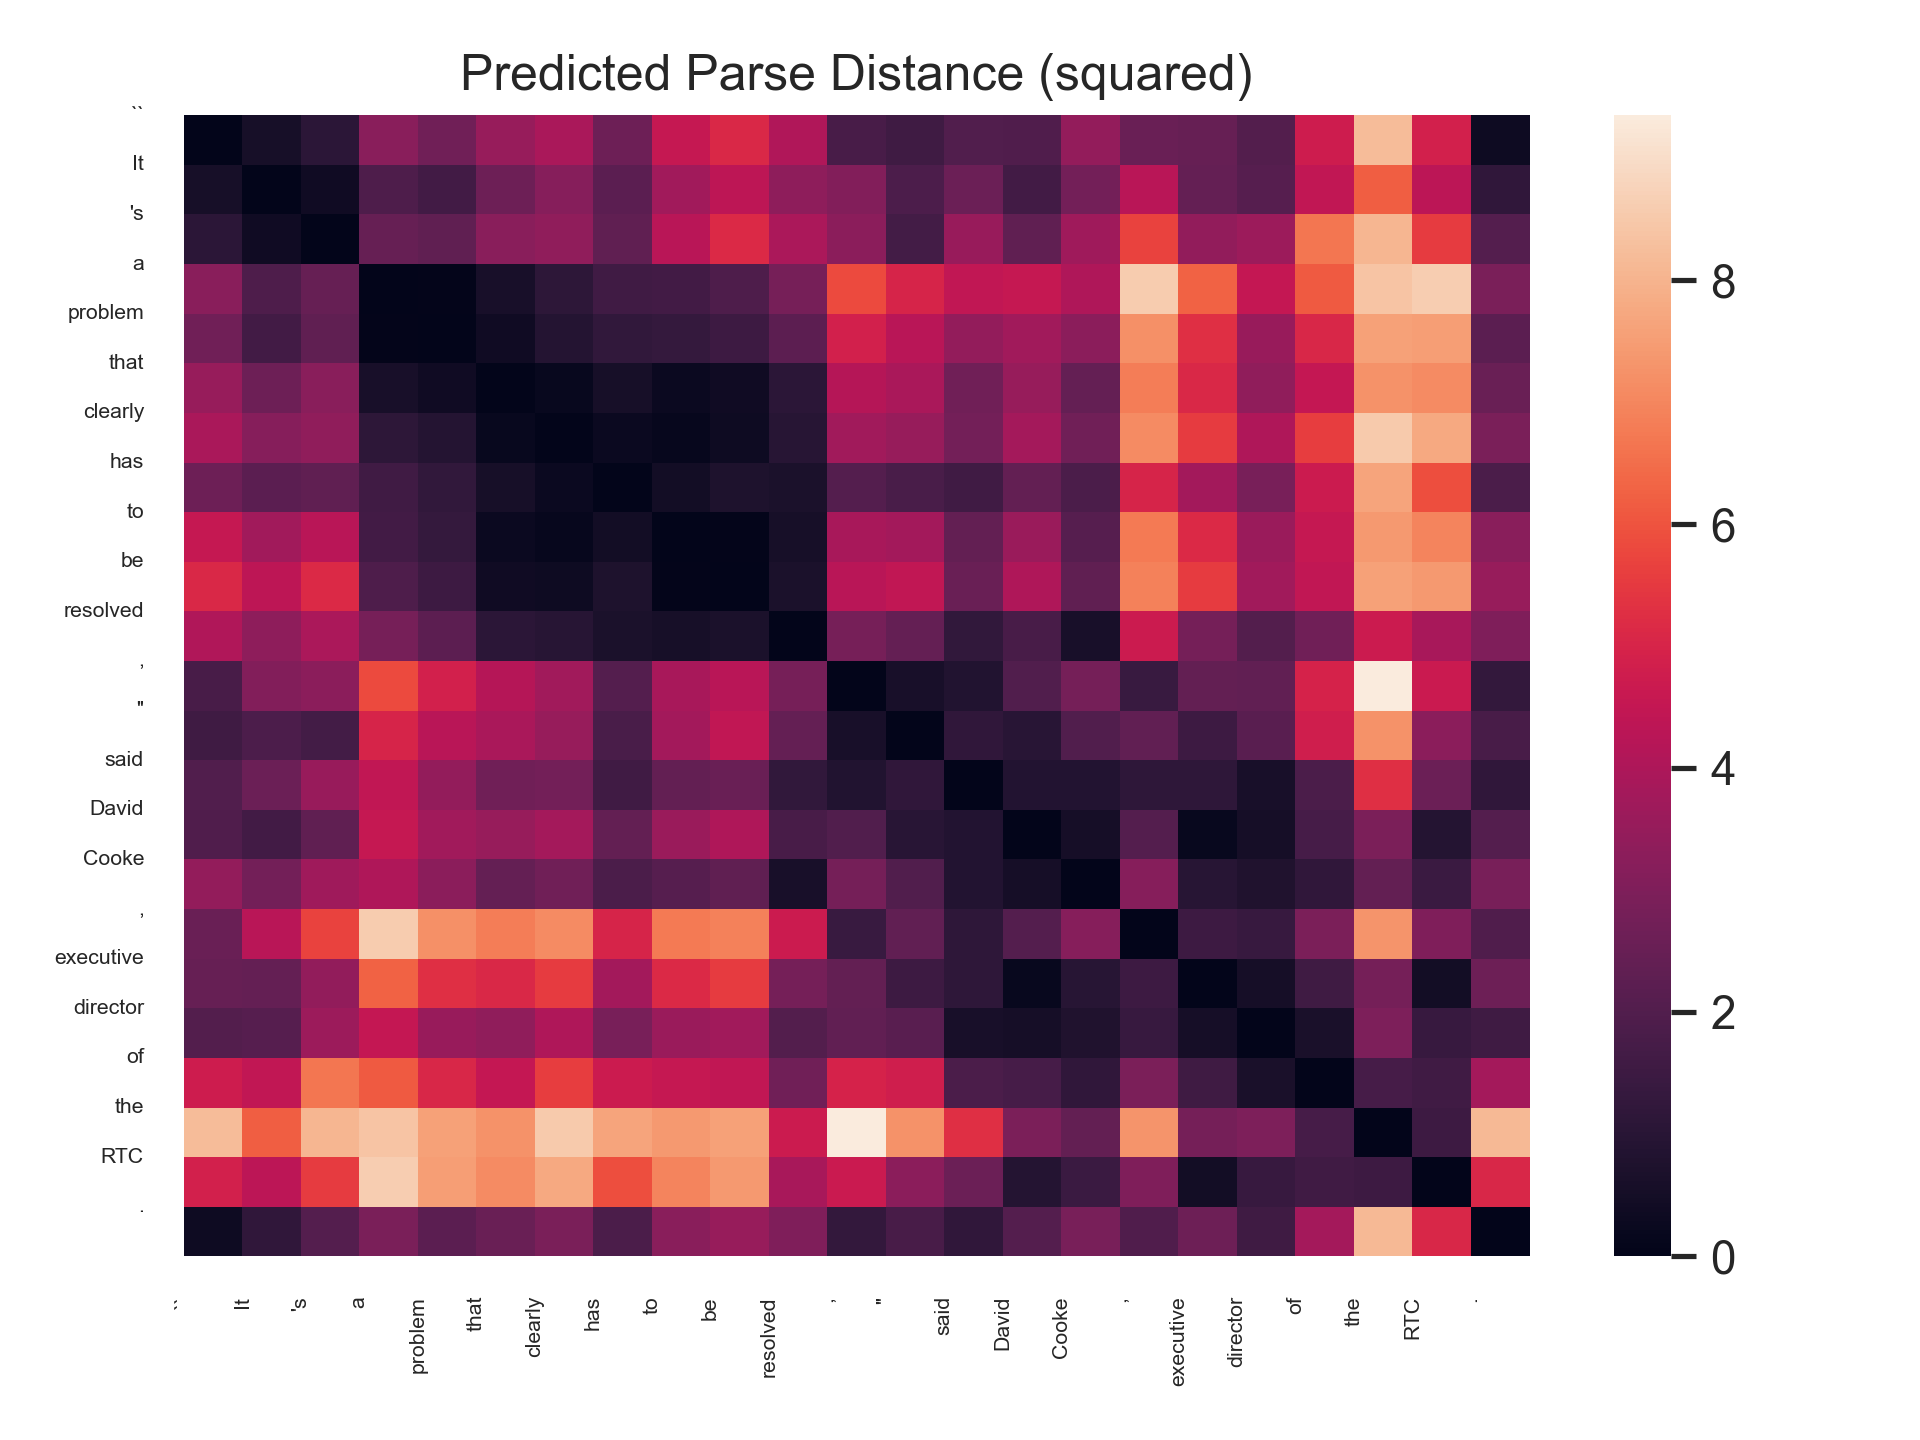 Predicted Parse Distance (squared)
``
It
's
a
problem
that
clearly
has
to
be
resolved
,
''
said
David
Cooke
,
executive
director
of
the
RTC
.
8
6
4
2
0
`` It 's a problem that clearly has to be resolved , '' said David Cooke , executive director of the RTC .